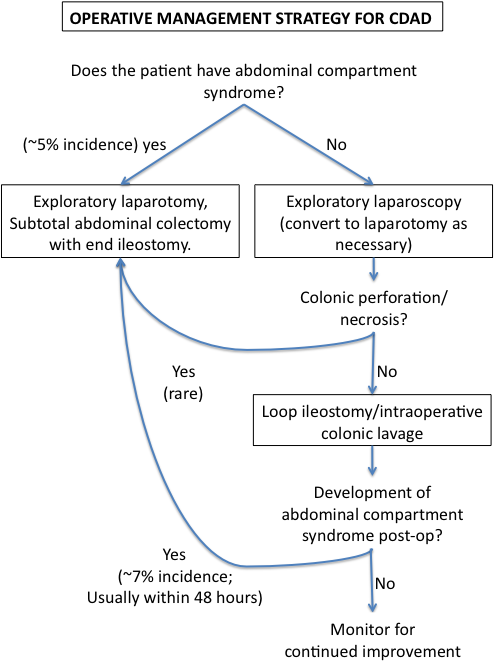 OPERATIVE MANAGEMENT STRATEGY FOR CDAD
Does the patient have abdominal compartment
syndrome?
(~5% incidence) yes
No
Exploratory laparotomy,
Subtotal abdominal colectomy
with end ileostomy.
Exploratory laparoscopy
(convert to laparotomy as
necessary)
Colonic perforation/
necrosis?
Yes
(rare)
No
Loop ileostomy/intraoperative
colonic lavage
Development of
abdominal compartment
syndrome post-op?
Yes
(~7% incidence;
Usually within 48 hours)
No
Monitor for
continued improvement